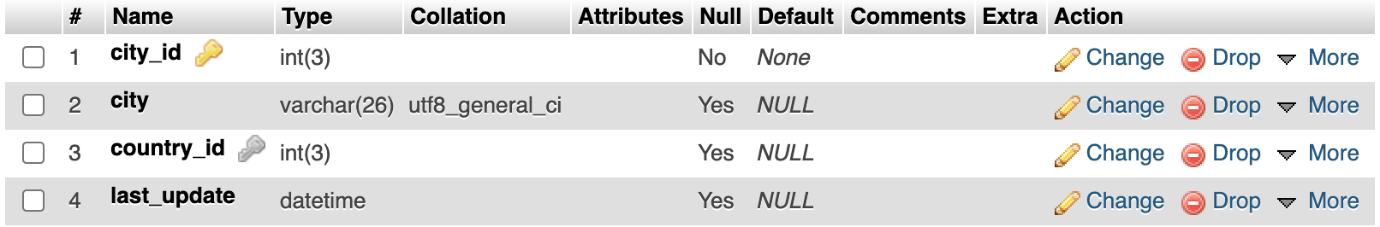 # Name Type Collation Attributes Null Default Comments Extra Action
1 city_id int(3) No None Change Drop More
2 city varchar(26) utf8_general_ci Yes NULL Change Drop More
3 country_id int(3) Yes NULL Change Drop More
4 last_update datetime Yes NULL Change Drop More